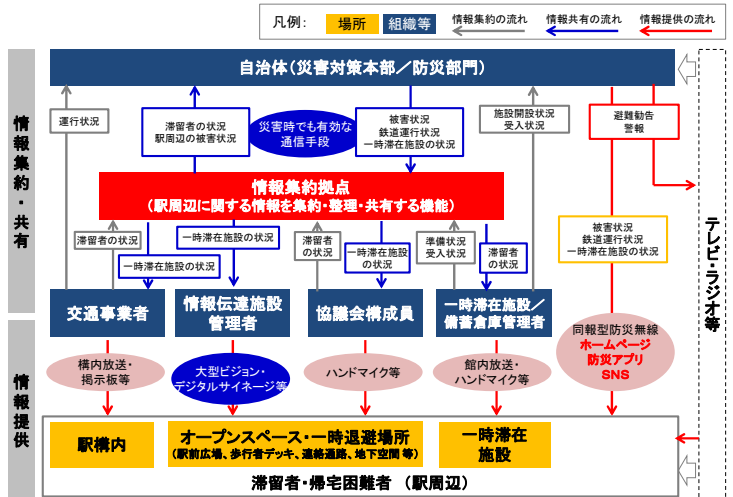 凡例：
場所
組織等
情報集約の流れ
情報共有の流れ
情報提供の流れ
自治体（災害対策本部／防災部門）
情報集約・共有
運行状況
滞留者の状況
駅周辺の被害状況
災害時でも有効な
通信手段
被害状況
鉄道運行状況
一時滞在施設の状況
施設開設状況
受入状況
避難勧告
警報
情報集約拠点
（駅周辺に関する情報を集約・整理・共有する機能）
滞留者の状況
一時滞在施設の状況
一時滞在施設の状況
滞留者
の状況
一時滞在施設
の状況
準備状況
受入状況
滞留者
の状況
被害状況
鉄道運行状況
一時滞在施設の状況
テレビ・ラジオ等
交通事業者
情報伝達施設
管理者
協議会構成員
一時滞在施設／
備蓄倉庫管理者
情報提供
構内放送・
掲示板等
大型ビジョン・
デジタルサイネージ等
ハンドマイク等
館内放送・
ハンドマイク等
同報型防災無線
ホームページ
防災アプリ
SNS
駅構内
オープンスペース・一時退避場所
（駅前広場、歩行者デッキ、連絡通路、地下空間 等）
一時滞在
施設
滞留者・帰宅困難者 （駅周辺）